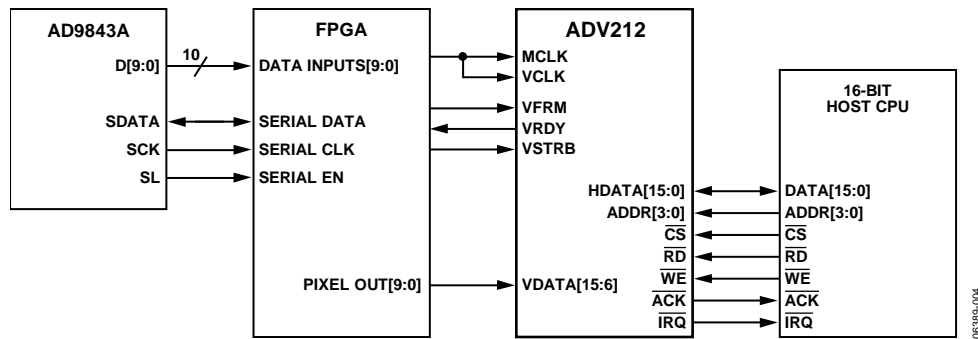 AD9843A
D[9:0]
10
SDATA
SCK
SL
FPGA
DATA INPUTS[9:0]
SERIAL DATA
SERIAL CLK
SERIAL EN
PIXEL OUT[9:0]
ADV212
MCLK
VCLK
VFRM
VRDY
VSTRB
HDATA[15:0]
ADDR[3:0]
CS
RD
WE
ACK
IRQ
VDATA[15:6]
16-BIT
HOST CPU
DATA[15:0]
ADDR[3:0]
CS
RD
WE
ACK
IRQ
06389-004